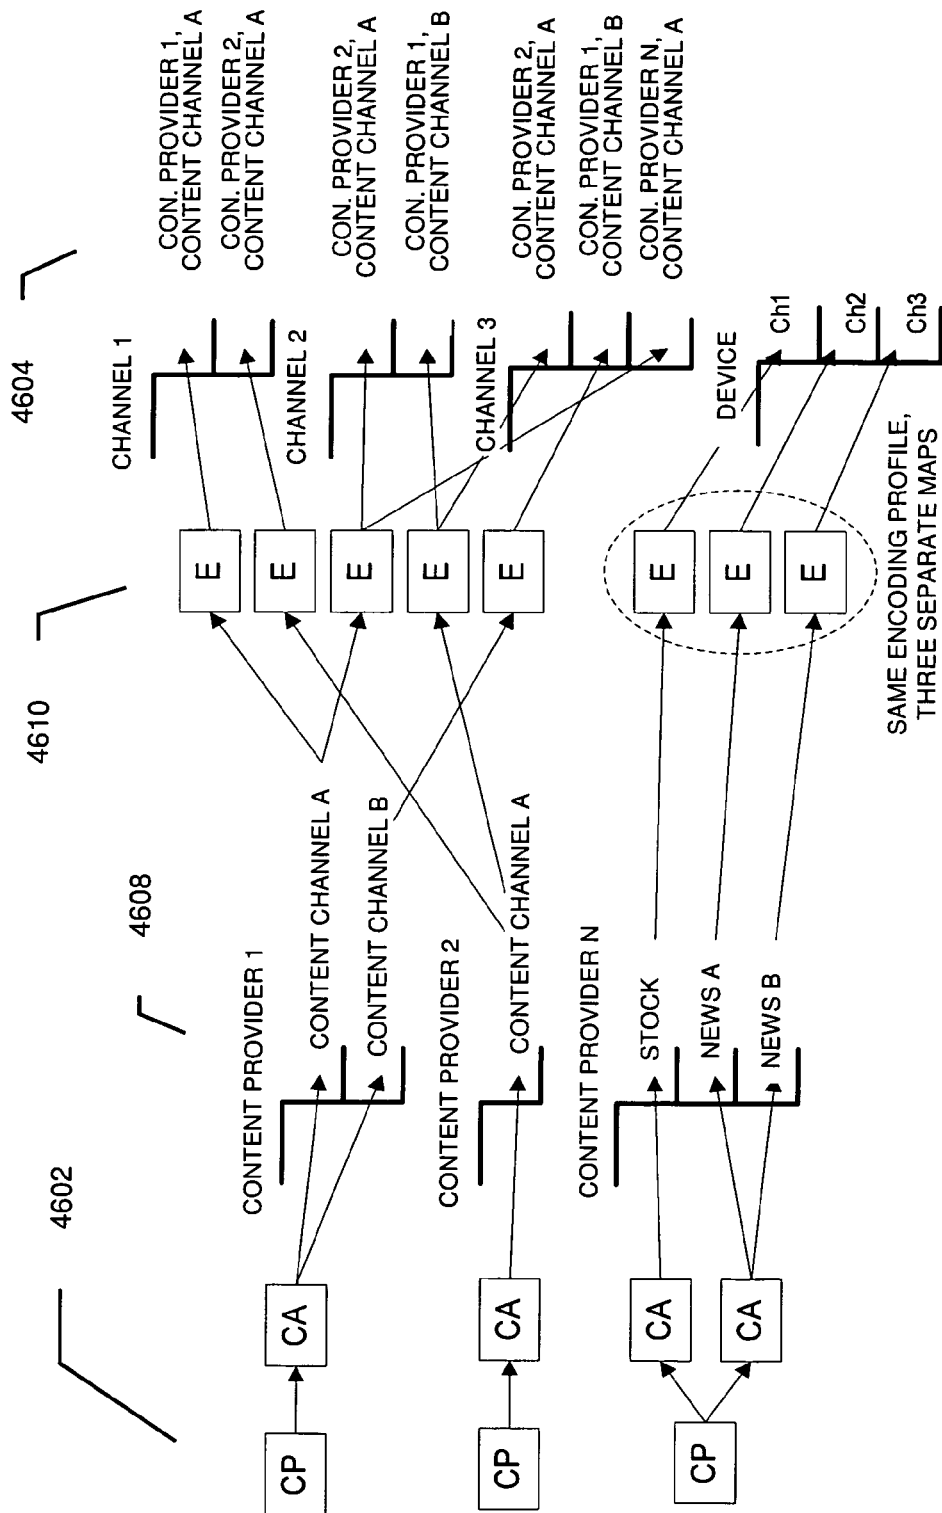 4602
4608
4610
4604
CP
CA
CONTENT PROVIDER 1
CONTENT CHANNEL A
CONTENT CHANNEL B
CP
CA
CONTENT PROVIDER 2
CONTENT CHANNEL A
CP
CA
CA
CONTENT PROVIDER N
STOCK
NEWS A
NEWS B
E
E
E
E
E
E
E
E
SAME ENCODING PROFILE,
THREE SEPARATE MAPS
CHANNEL 1
CON. PROVIDER 1,
CONTENT CHANNEL A
CON. PROVIDER 2,
CONTENT CHANNEL A
CHANNEL 2
CON. PROVIDER 2,
CONTENT CHANNEL A
CON. PROVIDER 1,
CONTENT CHANNEL B
CHANNEL 3
CON. PROVIDER 2,
CONTENT CHANNEL A
CON. PROVIDER 1,
CONTENT CHANNEL B
CON. PROVIDER N,
CONTENT CHANNEL A
DEVICE
Ch1
Ch2
Ch3